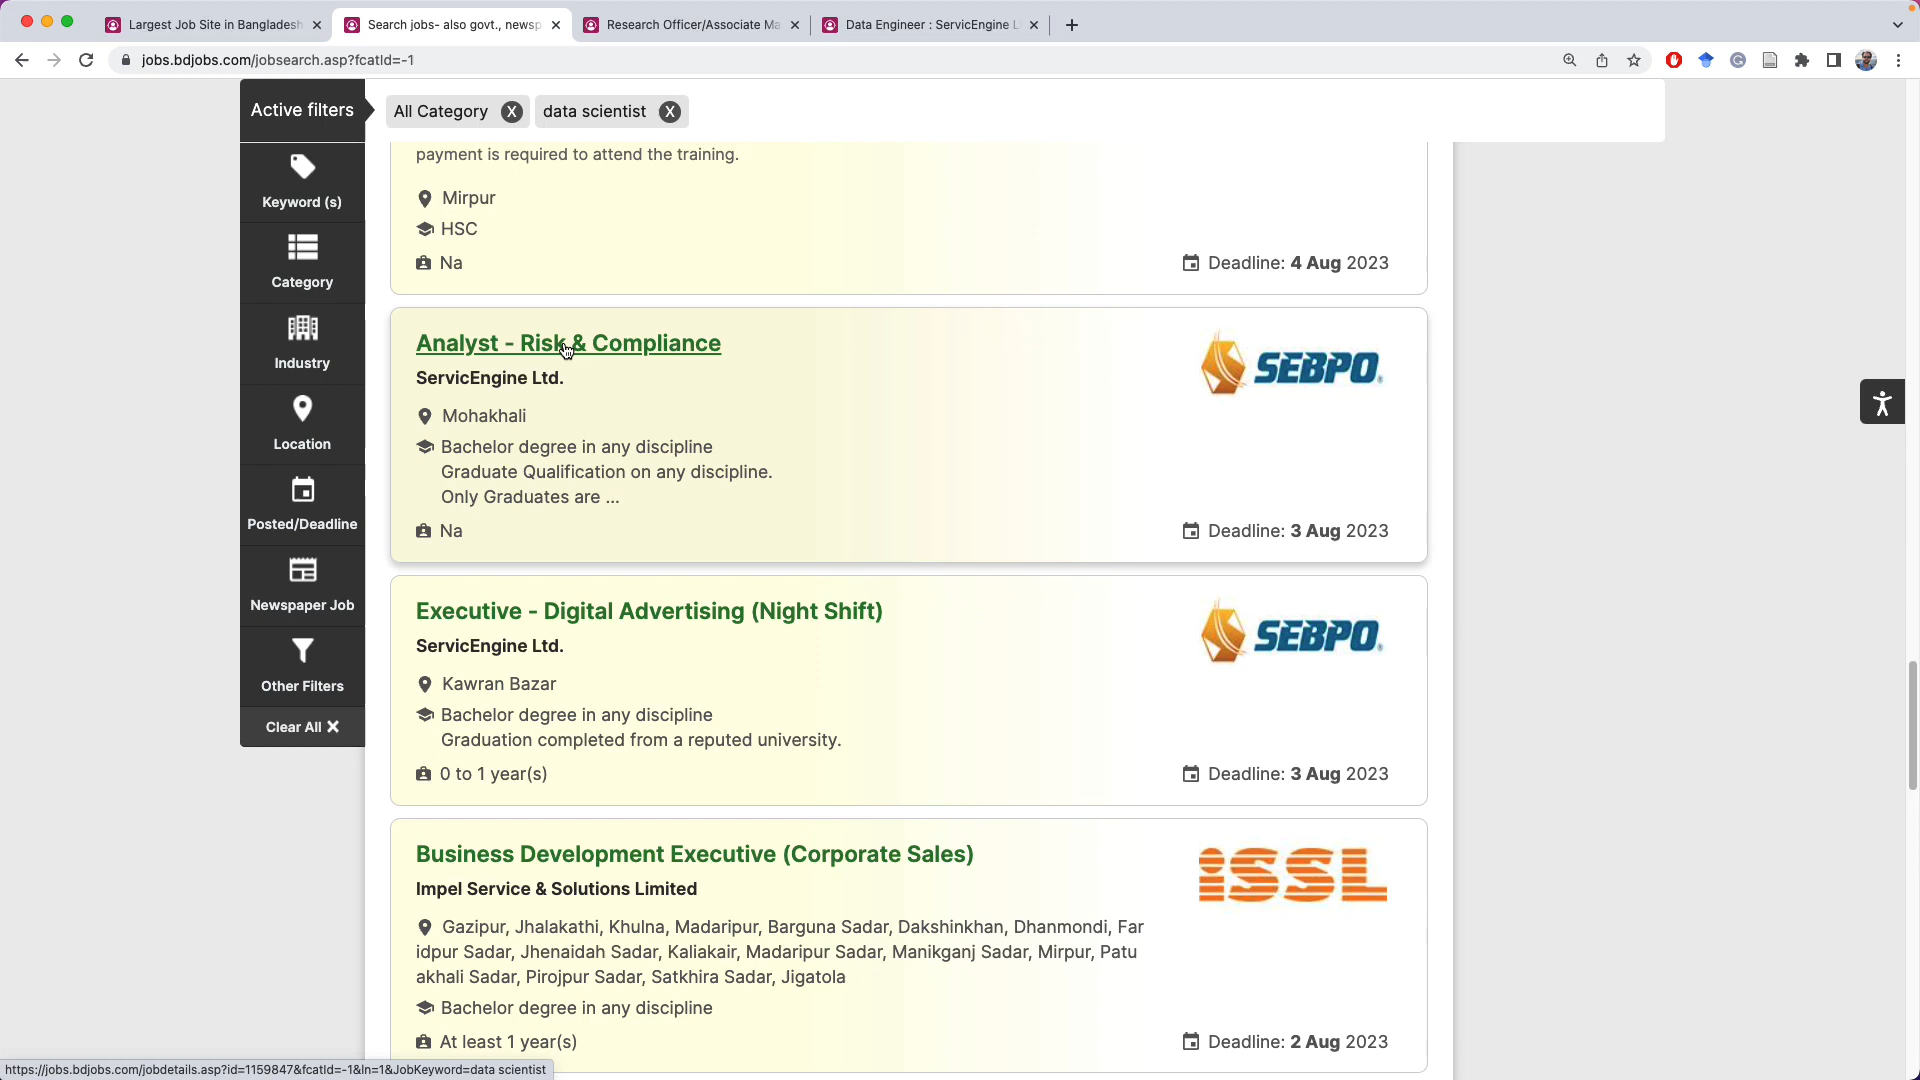 Largest Job Site in Bangladesh
Search jobs- also govt., newsp
Research Officer/Associate Ma
Data Engineer : ServicEngine L
jobs.bdjobs.com/jobsearch.asp?fcatId=-1
Active filters
All Category X
data scientist X
Keyword (s)
Category
Industry
Location
Posted/Deadline
Newspaper Job
Other Filters
Clear All ✕
payment is required to attend the training.
Mirpur
HSC
Na
Deadline: 4 Aug 2023
Analyst - Risk & Compliance
ServicEngine Ltd.
SEBPO
Mohakhali
Bachelor degree in any discipline
Graduate Qualification on any discipline.
Only Graduates are ...
Na
Deadline: 3 Aug 2023
Executive - Digital Advertising (Night Shift)
ServicEngine Ltd.
SEBPO
Kawran Bazar
Bachelor degree in any discipline
Graduation completed from a reputed university.
0 to 1 year(s)
Deadline: 3 Aug 2023
Business Development Executive (Corporate Sales)
Impel Service & Solutions Limited
ISSL
Gazipur, Jhalakathi, Khulna, Madaripur, Barguna Sadar, Dakshinkhan, Dhanmondi, Far
idpur Sadar, Jhenaidah Sadar, Kaliakair, Madaripur Sadar, Manikganj Sadar, Mirpur, Patu
akhali Sadar, Pirojpur Sadar, Satkhira Sadar, Jigatola
Bachelor degree in any discipline
At least 1 year(s)
Deadline: 2 Aug 2023
https://jobs.bdjobs.com/jobdetails.asp?id=1159847&fcatId=-1&ln=1&JobKeyword=data scientist